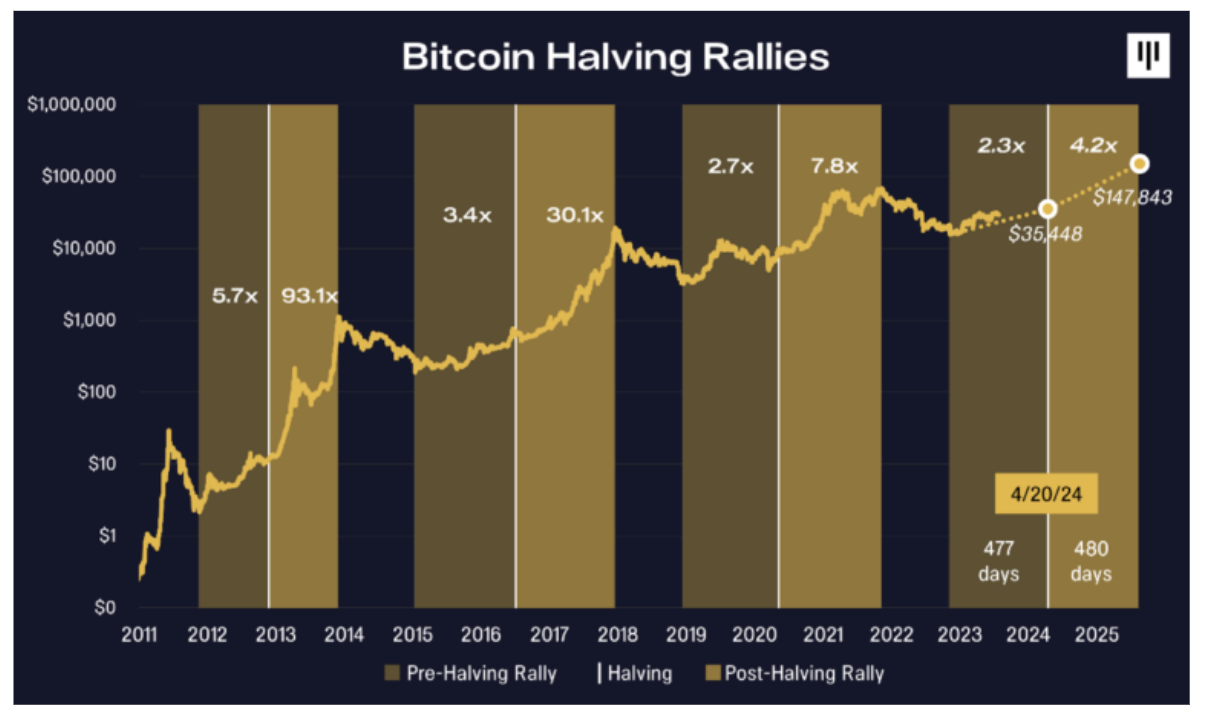 Bitcoin Halving Rallies
$1,000,000
$100,000
$10,000
$1,000
$100
$10
$1
$0
5.7x
93.1x
3.4x
30.1x
2.7x
7.8x
2.3x
4.2x
$147,843
$35,448
4/20/24
477
days
480
days
2011 2012 2013 2014 2015 2016 2017 2018 2019 2020 2021 2022 2023 2024 2025
Pre-Halving Rally Halving Post-Halving Rally